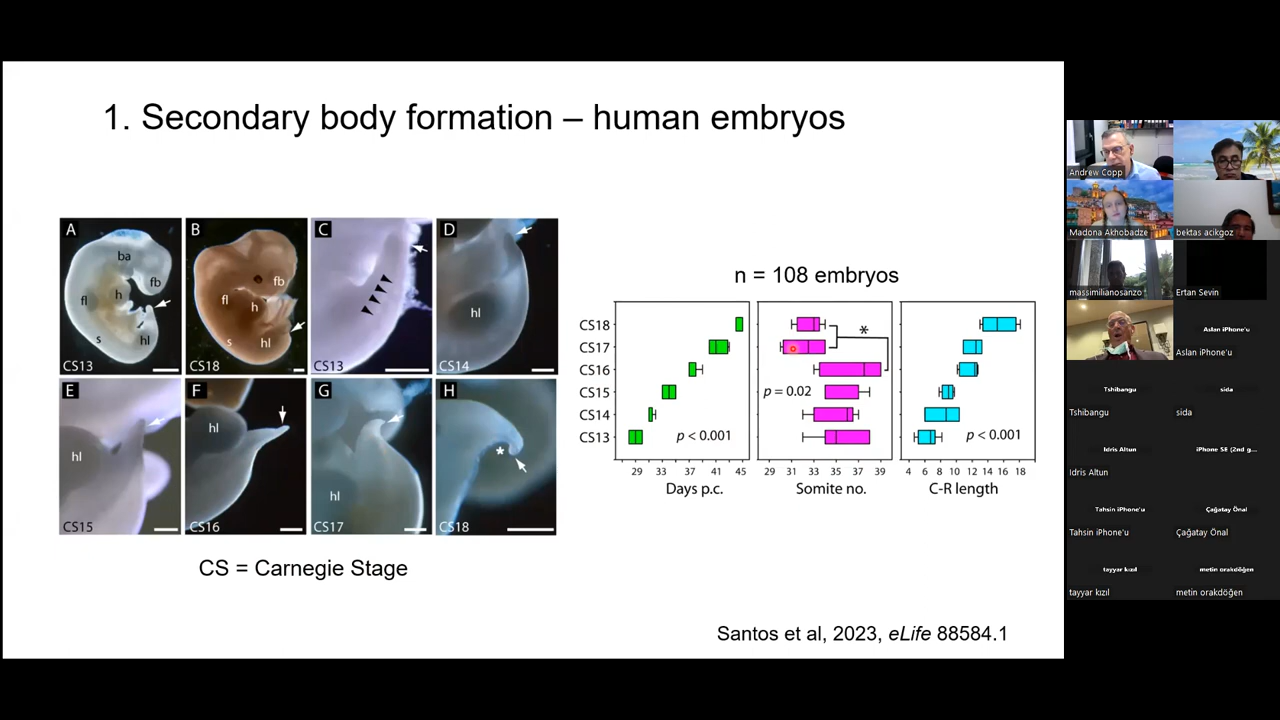 1. Secondary body formation – human embryos
A
ba
fb
fl
h
s
hl
CS13
B
fb
fl
h
s
hl
CS18
C
CS13
D
hl
CS14
E
hl
CS15
F
hl
CS16
G
hl
CS17
H
*
CS18
CS = Carnegie Stage
n = 108 embryos
CS18
CS17
CS16
CS15
CS14
CS13
p < 0.001
29 33 37 41 45
Days p.c.
*
p = 0.02
29 31 33 35 37 39
Somite no.
p < 0.001
4 6 8 10 12 14 16 18
C-R length
Santos et al, 2023, eLife 88584.1
Andrew Copp
Madona Akhobadze
bektas acikgoz
massimilianosanzo
Ertan Sevin
Aslan iPhone'u
Aslan iPhone'u
Tshibangu
sida
Tshibangu
sida
Idris Altun
iPhone SE (2nd g...
Idris Altun
Tahsin iPhone'u
Çağatay Önal
Tahsin iPhone'u
Çağatay Önal
tayyar kızıl
metin orakdöğen
tayyar kızıl
metin orakdöğen